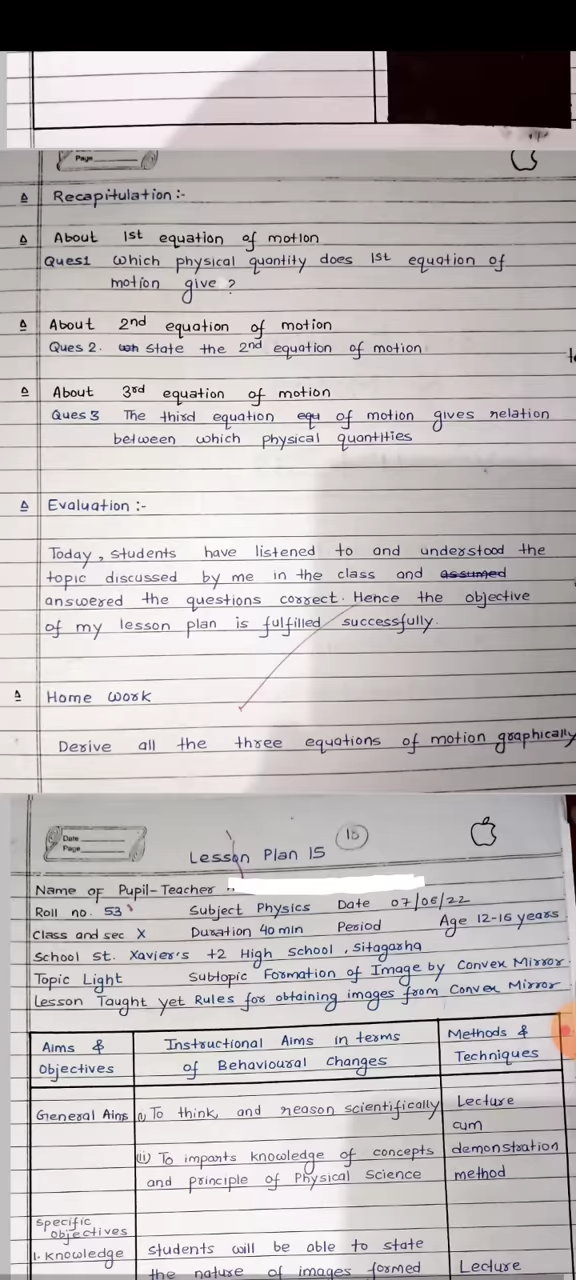 Page
Recapitulation :-
About 1st equation of motion
Ques1 which physical quantity does 1st equation of
motion give ?
About 2nd equation of motion
Ques 2. State the 2nd equation of motion
About 3rd equation of motion
Ques 3 The third equation equ of motion gives relation
between which physical quantities
Evaluation :-
Today, students have listened to and understood the
topic discussed by me in the class and assumed
answered the questions correct. Hence the objective
of my lesson plan is fulfilled successfully.
Home work
Derive all the three equations of motion graphically
Date
Page
15
Lesson Plan 15
Name of Pupil-Teacher
Roll no. 53 Subject Physics Date 07/06/22
Class and sec X Duration 40 min Period Age 12-16 years
School St. Xavier's +2 High School, Sitagarha
Topic Light Subtopic Formation of Image by Convex Mirror.
Lesson Taught yet Rules for obtaining images from Convex Mirror
Aims & Objectives Instructional Aims in terms of Behavioural Changes Methods & Techniques
General Aims (i) To think and reason scientifically Lecture
cum
(ii) To imparts knowledge of concepts demonstration
and principle of Physical Science method
Specific
objectives
1. Knowledge students will be able to state
the nature of images formed Lecture